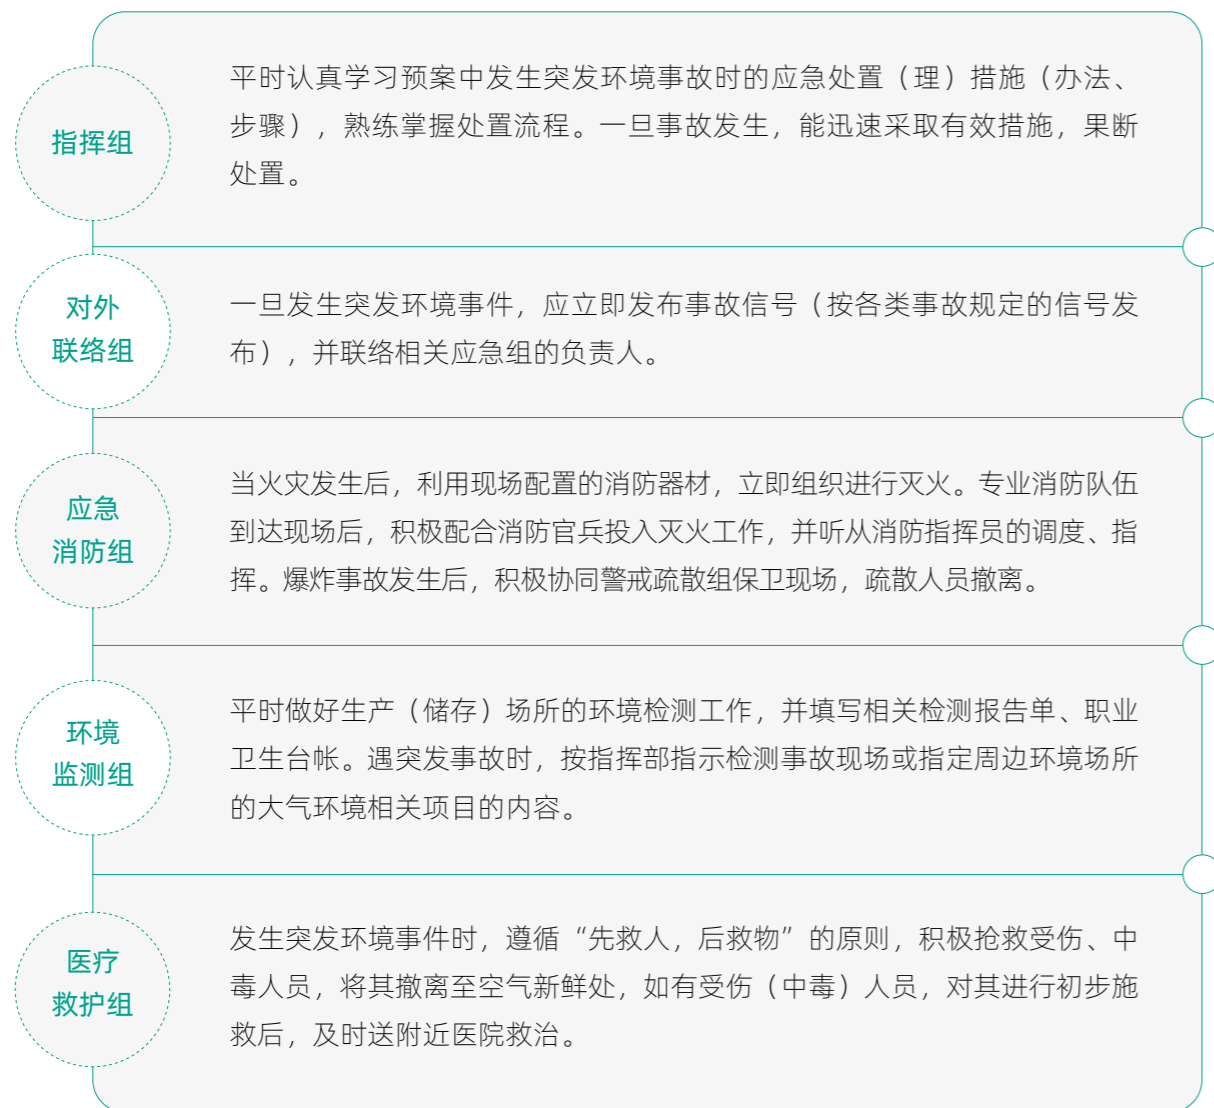 指挥组
平时认真学习预案中发生突发环境事故时的应急处置（理）措施（办法、
步骤），熟练掌握处置流程。一旦事故发生，能迅速采取有效措施，果断
处置。
对外
联络组
一旦发生突发环境事件，应立即发布事故信号（按各类事故规定的信号发
布），并联络相关应急组的负责人。
应急
消防组
当火灾发生后，利用现场配置的消防器材，立即组织进行灭火。专业消防队伍
到达现场后，积极配合消防官兵投入灭火工作，并听从消防指挥员的调度、指
挥。爆炸事故发生后，积极协同警戒疏散组保卫现场，疏散人员撤离。
环境
监测组
平时做好生产（储存）场所的环境检测工作，并填写相关检测报告单、职业
卫生台帐。遇突发事故时，按指挥部指示检测事故现场或指定周边环境场所
的大气环境相关项目的内容。
医疗
救护组
发生突发环境事件时，遵循“先救人，后救物”的原则，积极抢救受伤、中
毒人员，将其撤离至空气新鲜处，如有受伤（中毒）人员，对其进行初步施
救后，及时送附近医院救治。